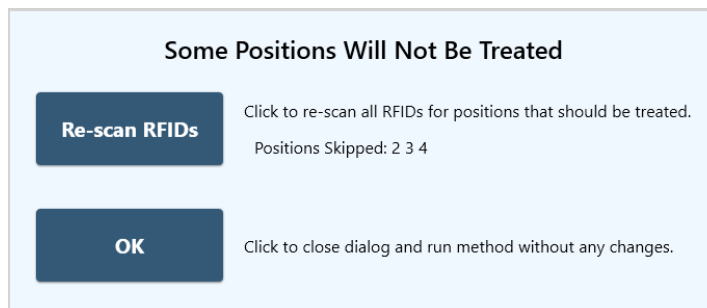 Some Positions Will Not Be Treated
Re-scan RFIDs
Click to re-scan all RFIDs for positions that should be treated.
Positions Skipped: 2 3 4
OK
Click to close dialog and run method without any changes.